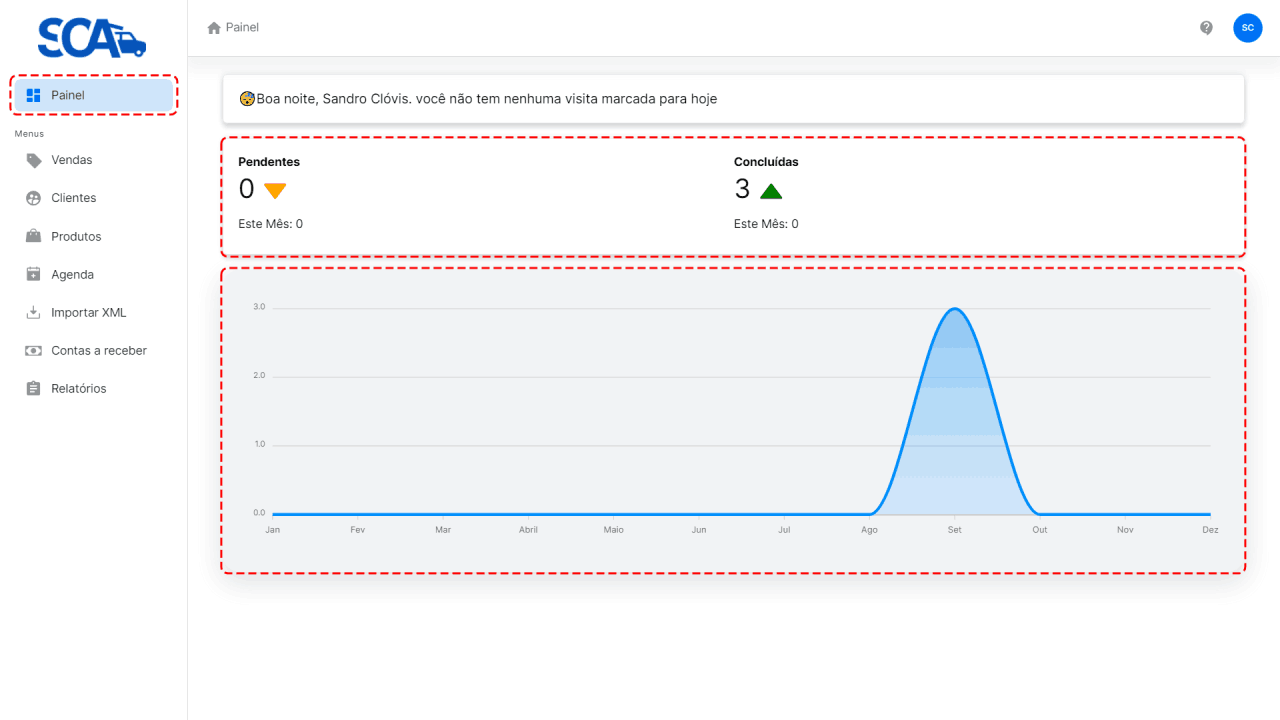 SCA
Painel
SC
Painel
Boa noite, Sandro Clóvis. você não tem nenhuma visita marcada para hoje
Menus
Vendas
Clientes
Produtos
Agenda
Importar XML
Contas a receber
Relatórios
Pendentes
0
Este Mês: 0
Concluídas
3
Este Mês: 0
3.0
2.0
1.0
0.0
Jan Fev Mar Abril Maio Jun Jul Ago Set Out Nov Dez